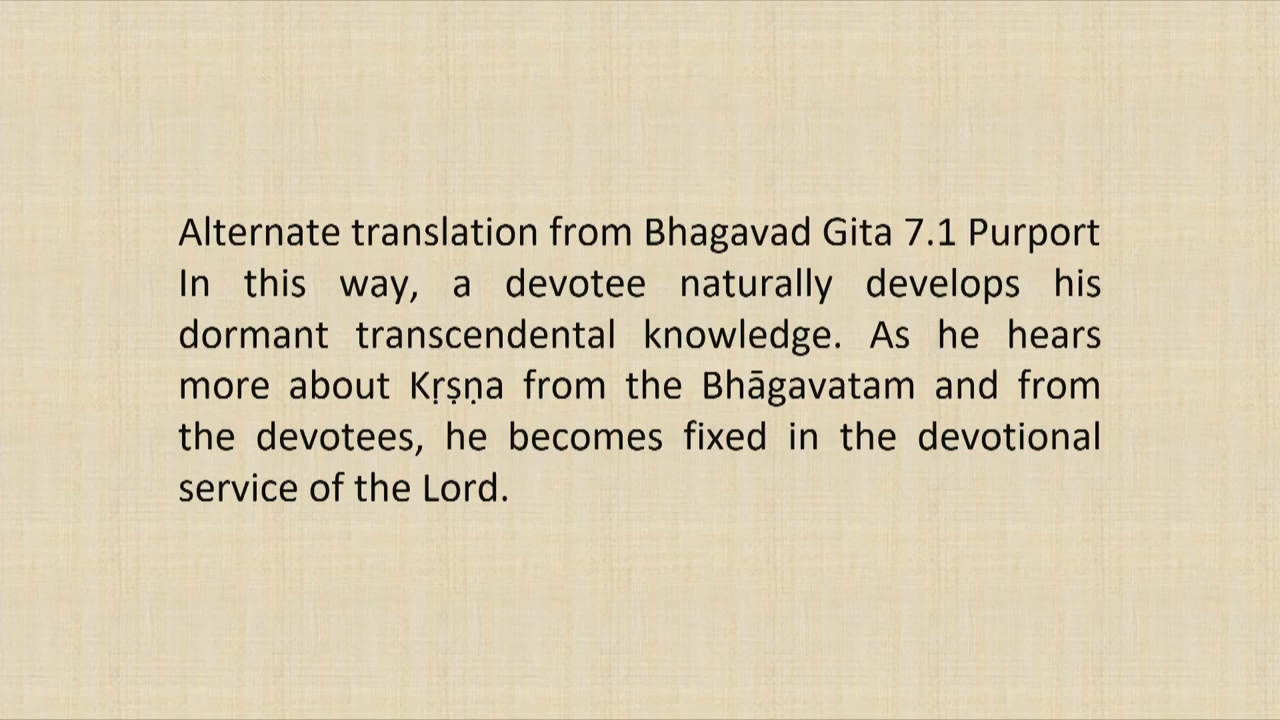 Alternate translation from Bhagavad Gita 7.1 Purport
In this way, a devotee naturally develops his
dormant transcendental knowledge. As he hears
more about Kṛṣṇa from the Bhāgavatam and from
the devotees, he becomes fixed in the devotional
service of the Lord.